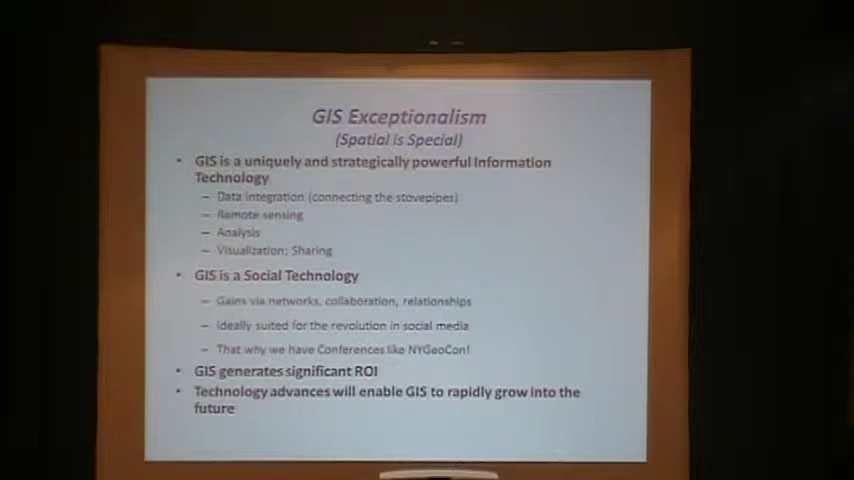 GIS Exceptionalism
(Spatial is Special)
• GIS is a uniquely and strategically powerful Information
Technology
– Data integration (connecting the stovepipes)
– Remote sensing
– Analysis
– Visualization; Sharing
• GIS is a Social Technology
– Gains via networks, collaboration, relationships
– Ideally suited for the revolution in social media
– That why we have Conferences like NYGeoCon!
• GIS generates significant ROI
• Technology advances will enable GIS to rapidly grow into the
future